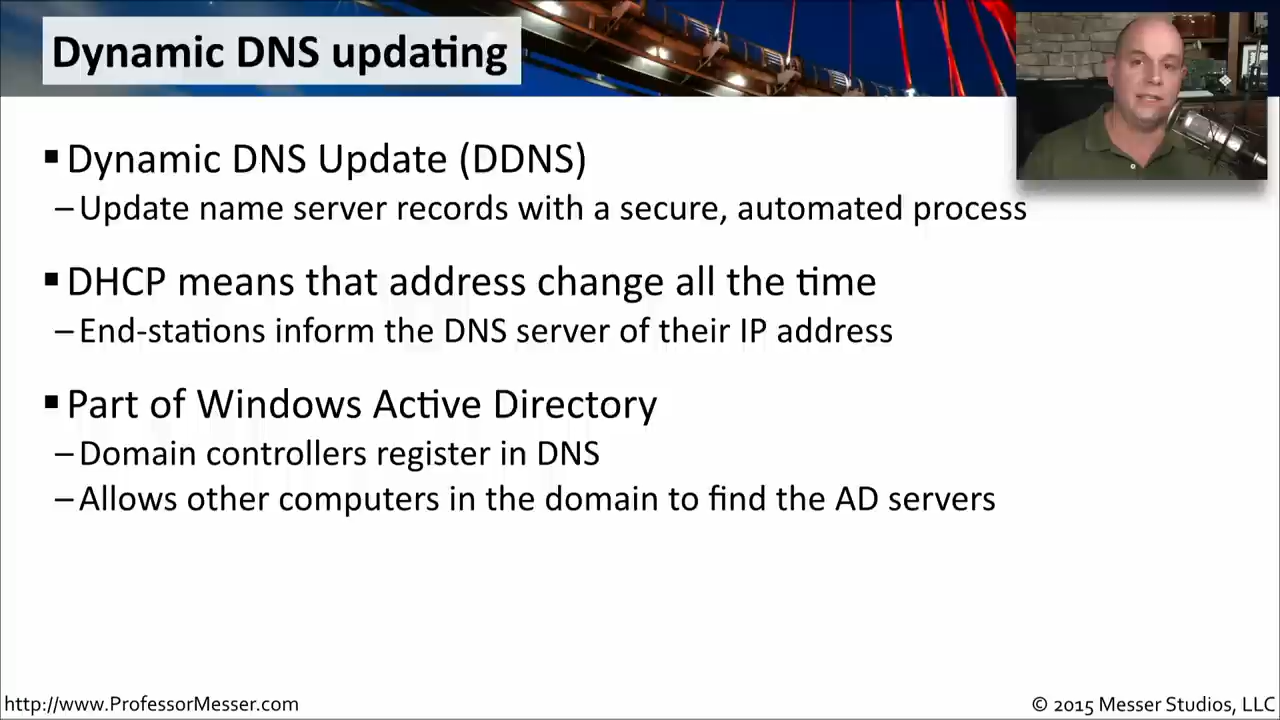 Dynamic DNS updating
▪ Dynamic DNS Update (DDNS)
– Update name server records with a secure, automated process
▪ DHCP means that address change all the time
– End-stations inform the DNS server of their IP address
▪ Part of Windows Active Directory
– Domain controllers register in DNS
– Allows other computers in the domain to find the AD servers
http://www.ProfessorMesser.com
© 2015 Messer Studios, LLC